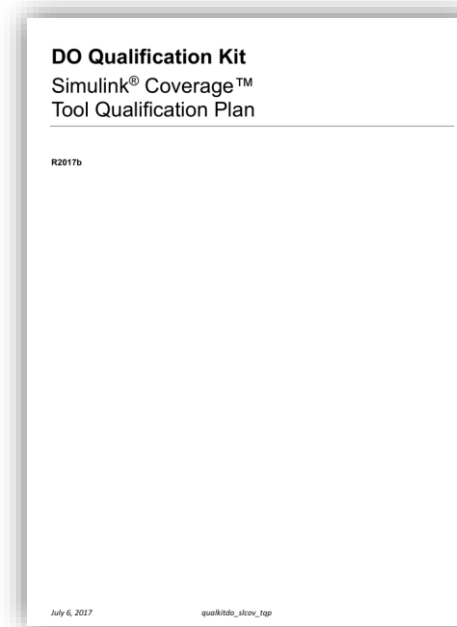 DO Qualification Kit
Simulink® Coverage™
Tool Qualification Plan
R2017b
July 6, 2017 qualkitdo_slcov_tqp